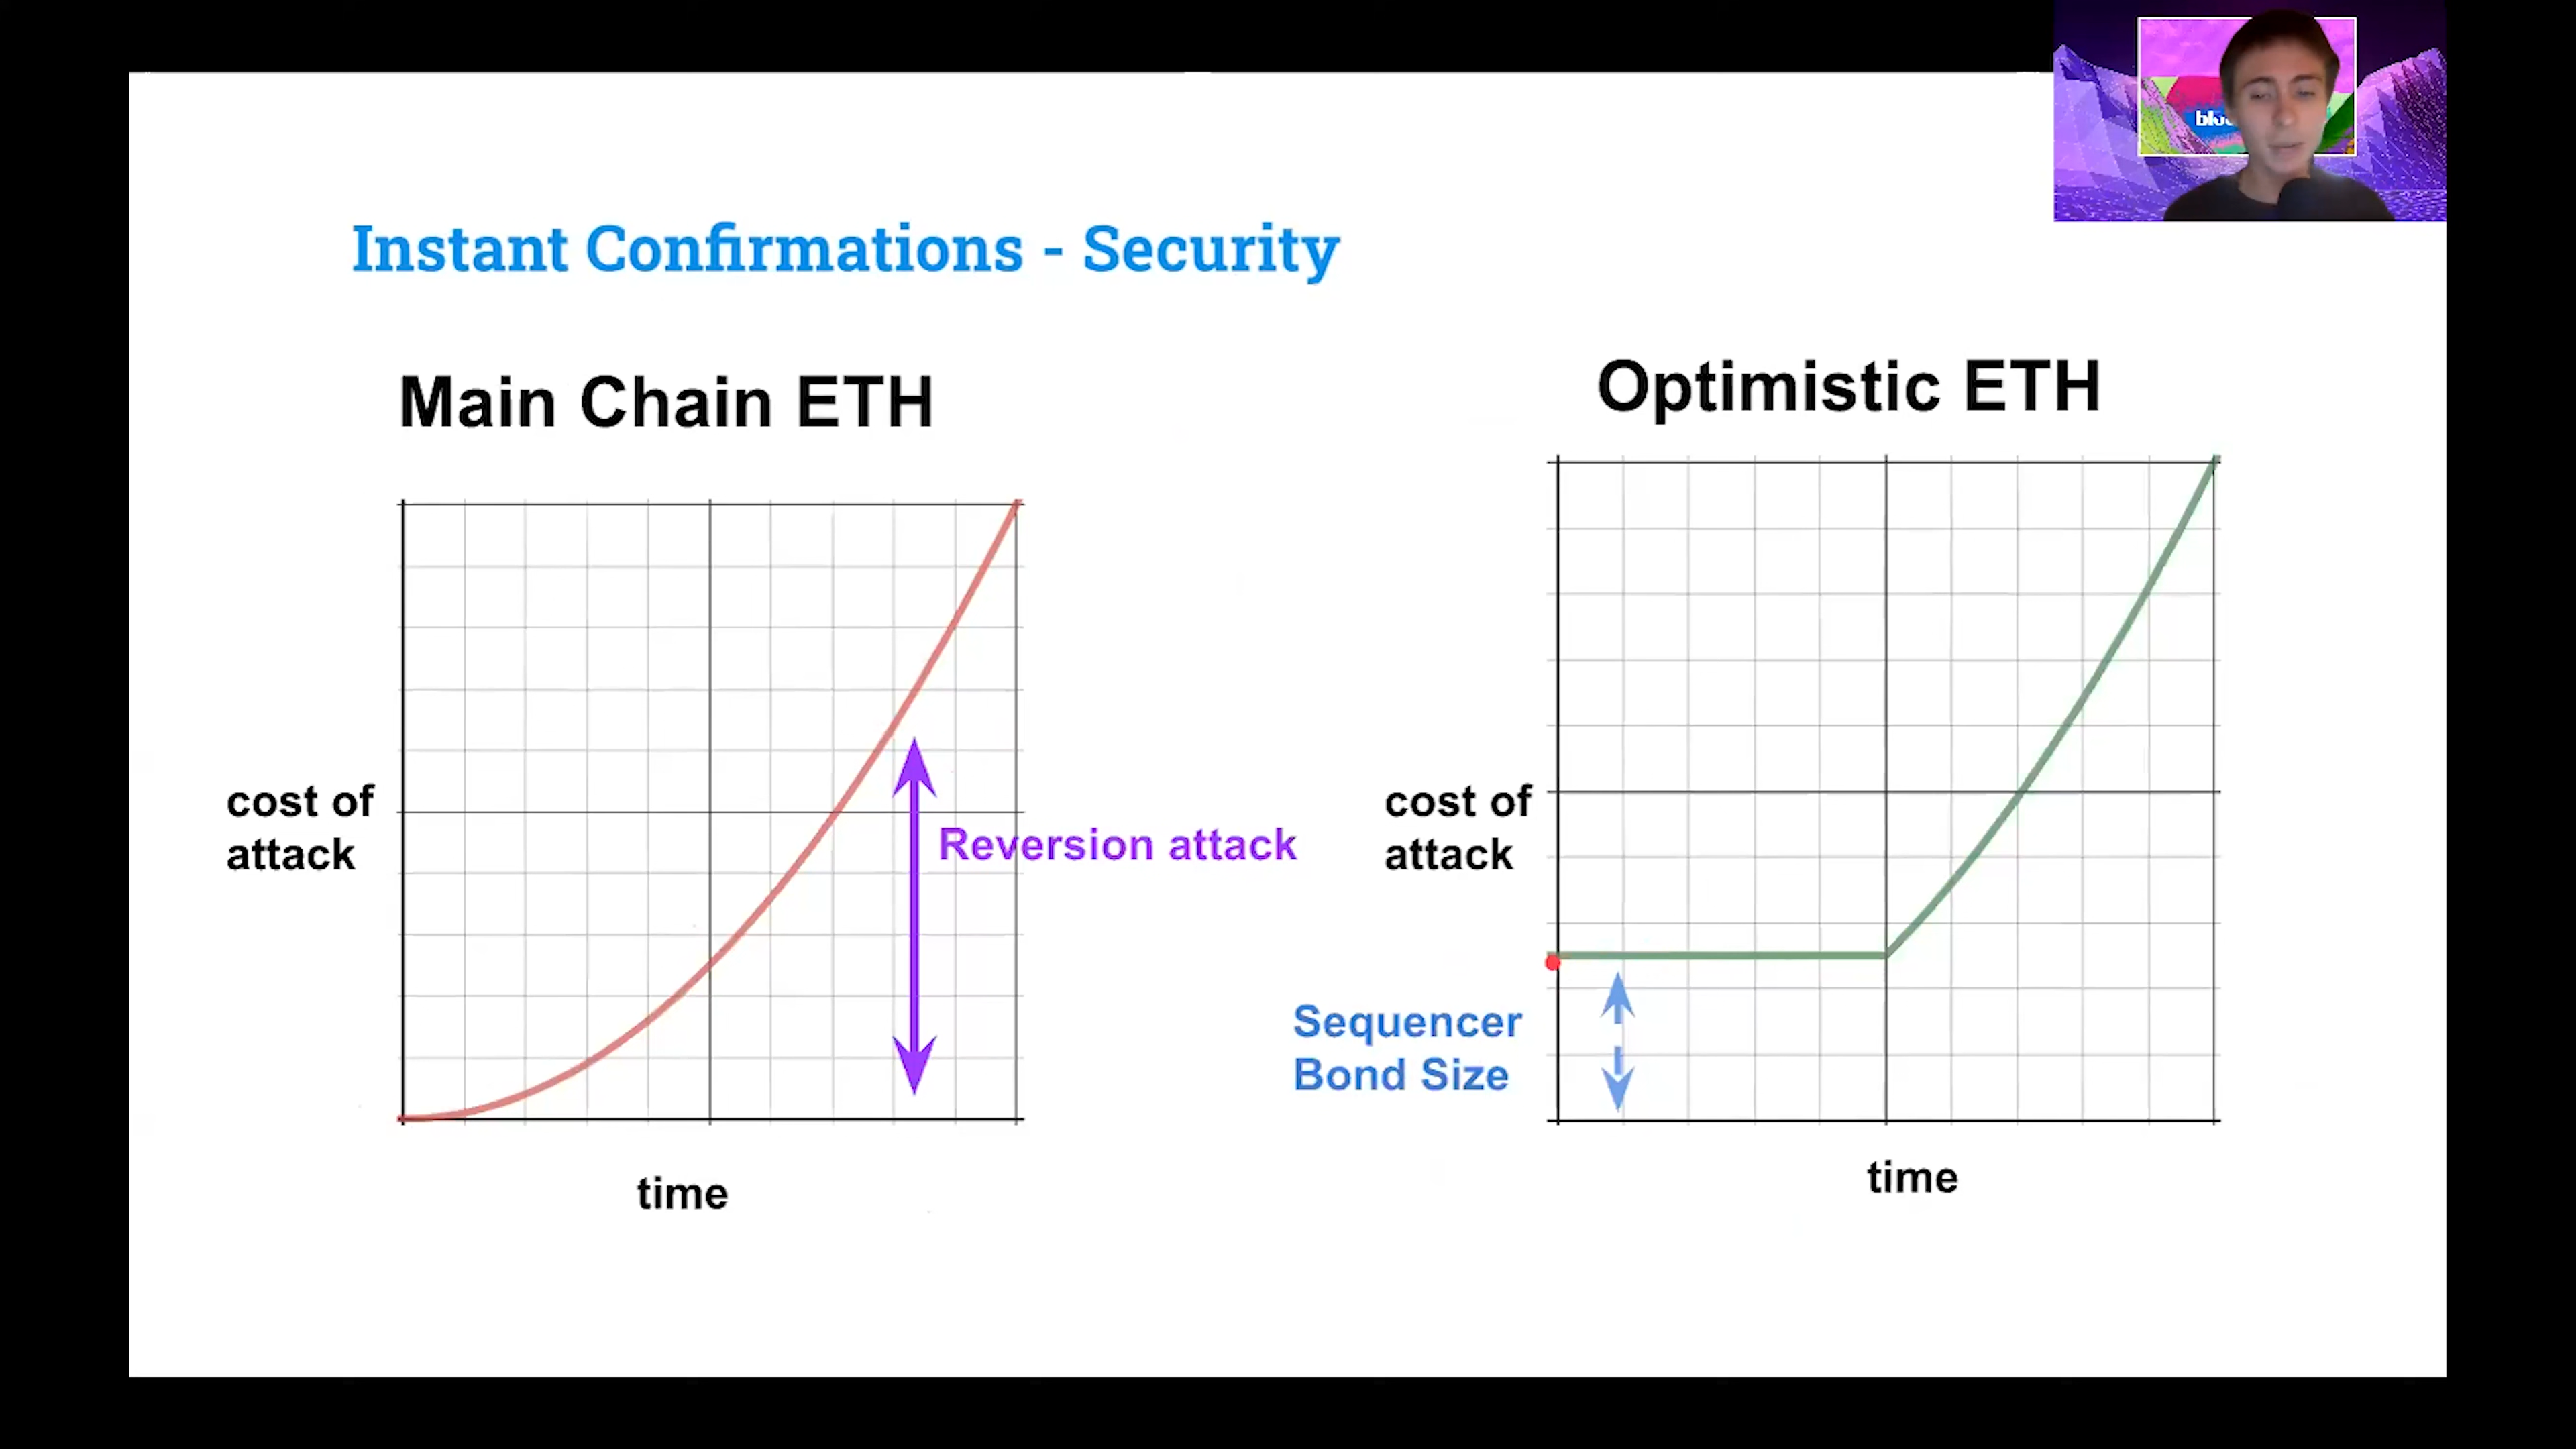 Instant Confirmations - Security
Main Chain ETH
cost of
attack
Reversion attack
time
Optimistic ETH
cost of
attack
Sequencer
Bond Size
time